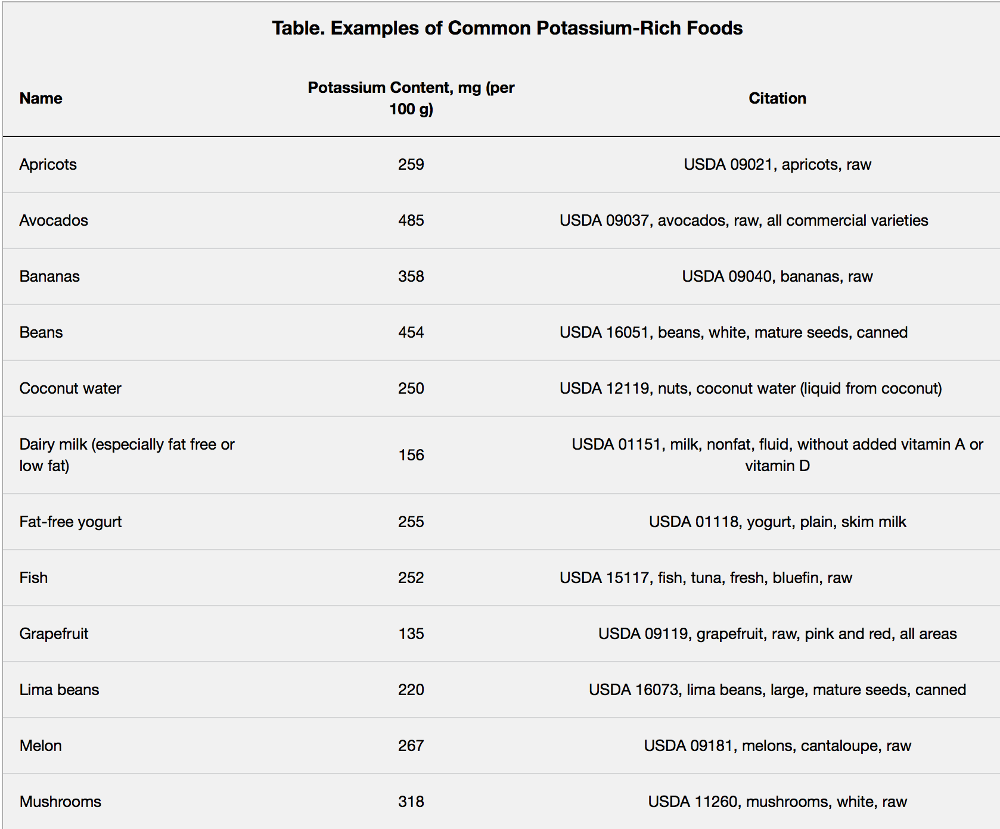 Table. Examples of Common Potassium-Rich Foods
Name
Potassium Content, mg (per
100 g)
Citation
Apricots 259 USDA 09021, apricots, raw
Avocados 485 USDA 09037, avocados, raw, all commercial varieties
Bananas 358 USDA 09040, bananas, raw
Beans 454 USDA 16051, beans, white, mature seeds, canned
Coconut water 250 USDA 12119, nuts, coconut water (liquid from coconut)
Dairy milk (especially fat free or
low fat)
156
USDA 01151, milk, nonfat, fluid, without added vitamin A or
vitamin D
Fat-free yogurt 255 USDA 01118, yogurt, plain, skim milk
Fish 252 USDA 15117, fish, tuna, fresh, bluefin, raw
Grapefruit 135 USDA 09119, grapefruit, raw, pink and red, all areas
Lima beans 220 USDA 16073, lima beans, large, mature seeds, canned
Melon 267 USDA 09181, melons, cantaloupe, raw
Mushrooms 318 USDA 11260, mushrooms, white, raw